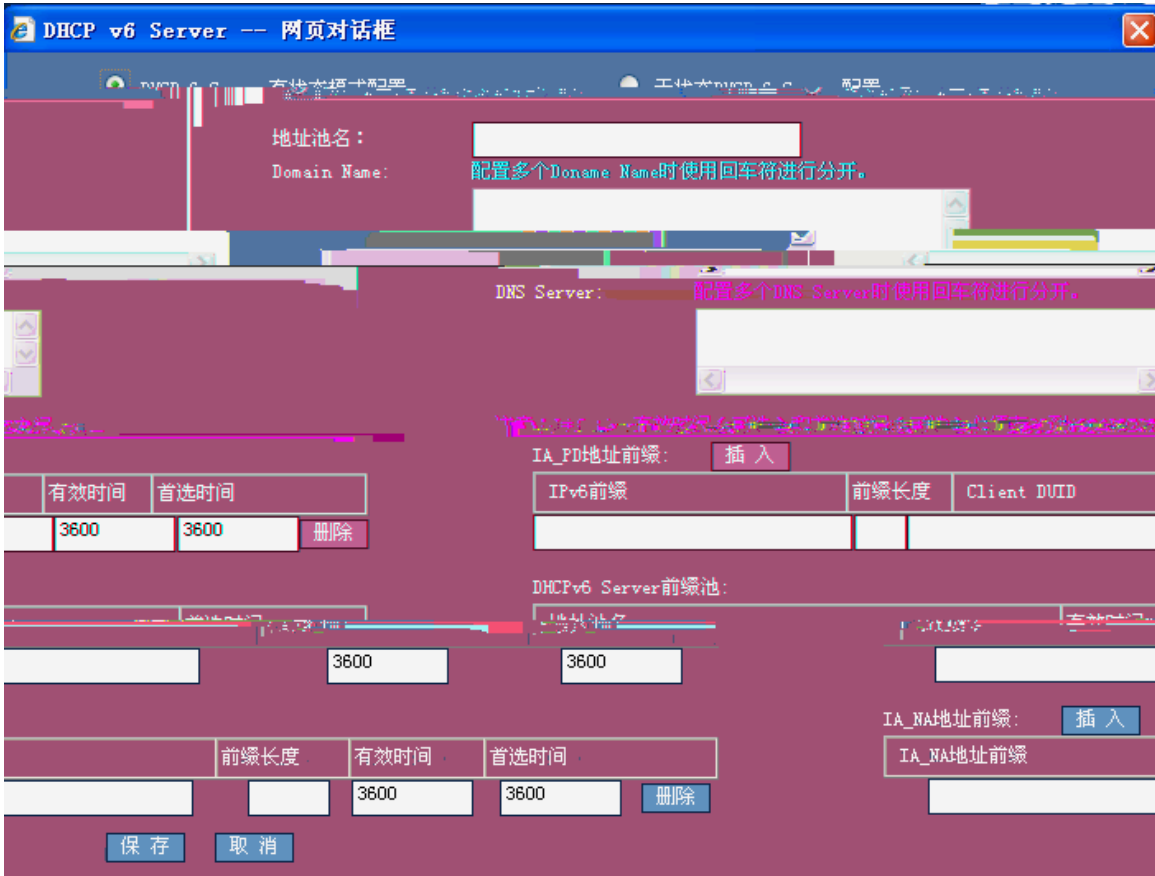 DHCP v6 Server -- 网页对话框
地址池名：
Domain Name: 配置多个Doname Name时使用回车符进行分开。
DNS Server: 配置多个DNS Server时使用回车符进行分开。
IA_PD地址前缀: 插 入
有效时间 首选时间 IPv6前缀 前缀长度 Client DUID
3600 3600 删除
DHCPv6 Server前缀池:
3600 3600
IA_NA地址前缀: 插 入
前缀长度 有效时间 首选时间 IA_NA地址前缀
3600 3600 删除
保 存 取 消